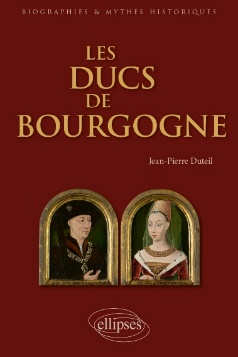 BIOGRAPHIES & MYTHES HISTORIQUES
LES
DUCS
DE
BOURGOGNE
Jean-Pierre Duteil
ellipses